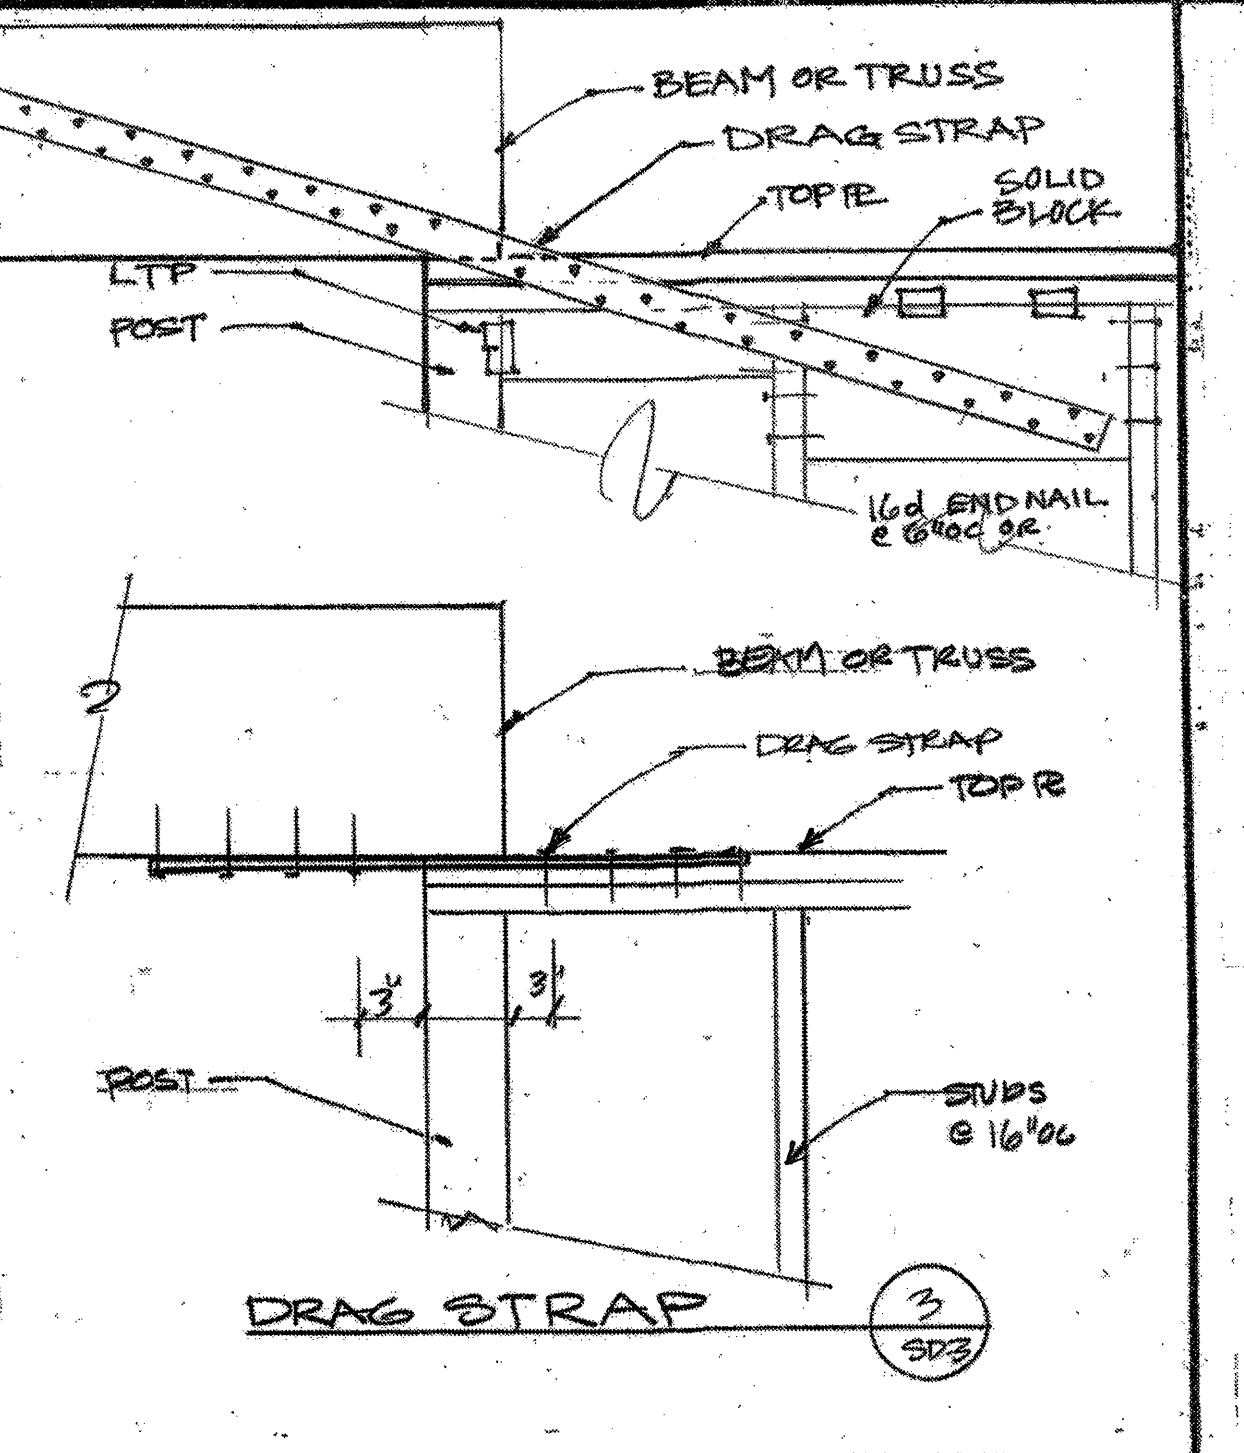 BEAM OR TRUSS
DRAG STRAP
TOP PL
SOLID
BLOCK
LTP
POST
16d END NAIL
@ 6"OC OR
2
BEAM OR TRUSS
DRAG STRAP
TOP PL
3" 3"
POST
STUDS
@ 16"OC
DRAG STRAP
3
SD3